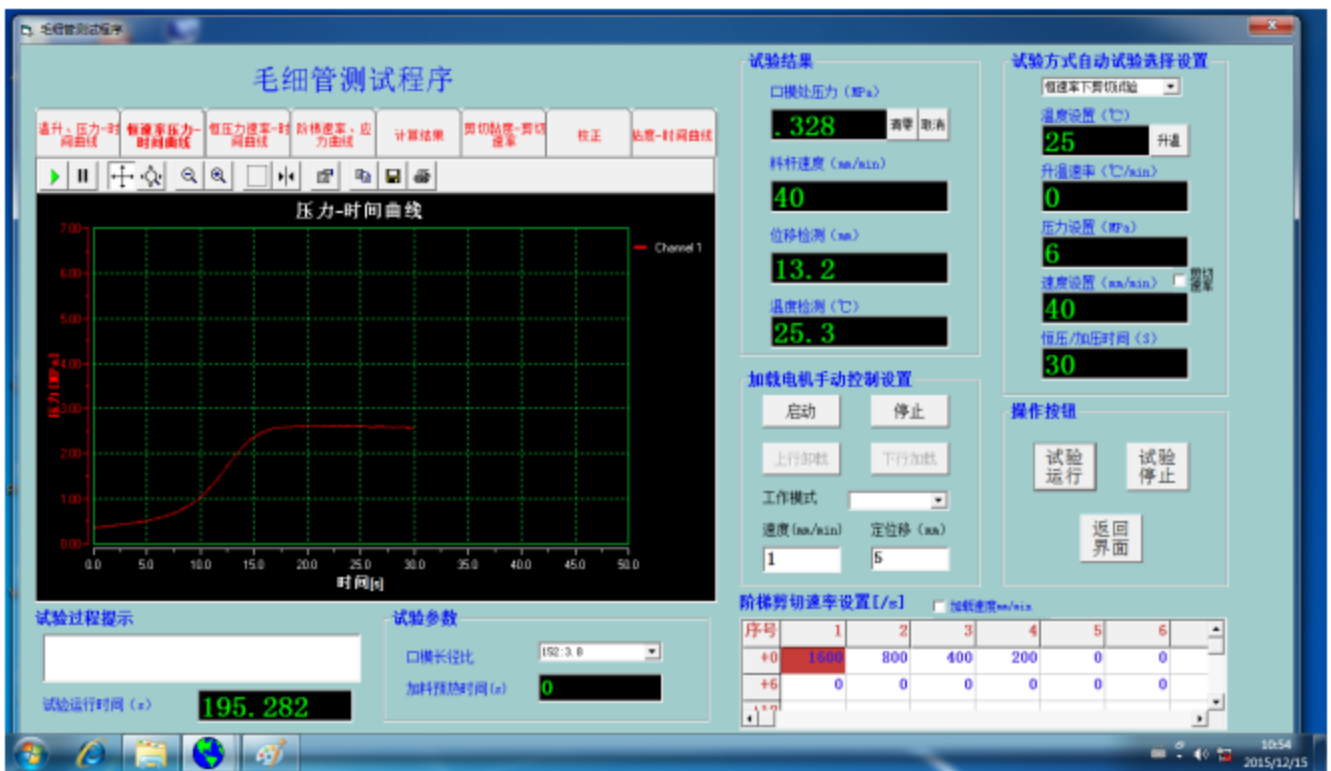 毛细管测试程序
毛细管测试程序
温升、压力-时间曲线
恒速率压力-时间曲线
恒压力速率-时间曲线
阶梯速率、应力曲线
计算结果
剪切黏度-剪切速率
校正
粘度-时间曲线
压力-时间曲线
Channel 1
压力[MPa]
7.00
6.00
5.00
4.00
3.00
2.00
1.00
0.00
0.0 5.0 10.0 15.0 20.0 25.0 30.0 35.0 40.0 45.0 50.0
时间[s]
试验过程提示
试验运行时间(s) 195.282
试验参数
口模长径比 152:3.8
加料预热时间(s) 0
试验结果
口模处压力(MPa)
.328 清零 取消
料杆速度(mm/min)
40
位移检测(mm)
13.2
温度检测(℃)
25.3
加载电机手动控制设置
启动 停止
上行卸载 下行加载
工作模式
速度(mm/min) 定位移(mm)
1 5
试验方式自动试验选择设置
恒速率下剪切试验
温度设置(℃)
25 升温
升温速率(℃/min)
0
压力设置(MPa)
6
速度设置(mm/min) 剪切速率
40
恒压/加压时间(S)
30
操作按钮
试验运行 试验停止
返回界面
阶梯剪切速率设置[/s] 加载速度mm/min
序号 1 2 3 4 5 6
+0 1600 800 400 200 0 0
+6 0 0 0 0 0 0
+12
10:54
2015/12/15